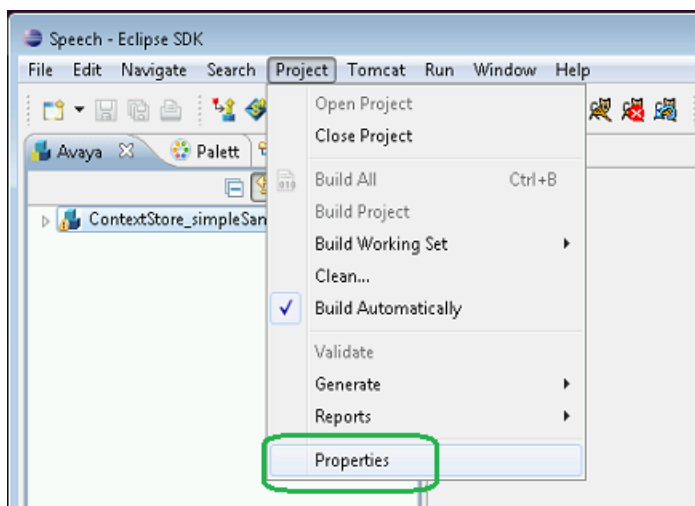 Speech - Eclipse SDK
File Edit Navigate Search Project Tomcat Run Window Help
Open Project
Close Project
Avaya Palett
Build All Ctrl+B
010
Build Project
ContextStore_simpleSan
Build Working Set
Clean...
Build Automatically
Validate
Generate
Reports
Properties